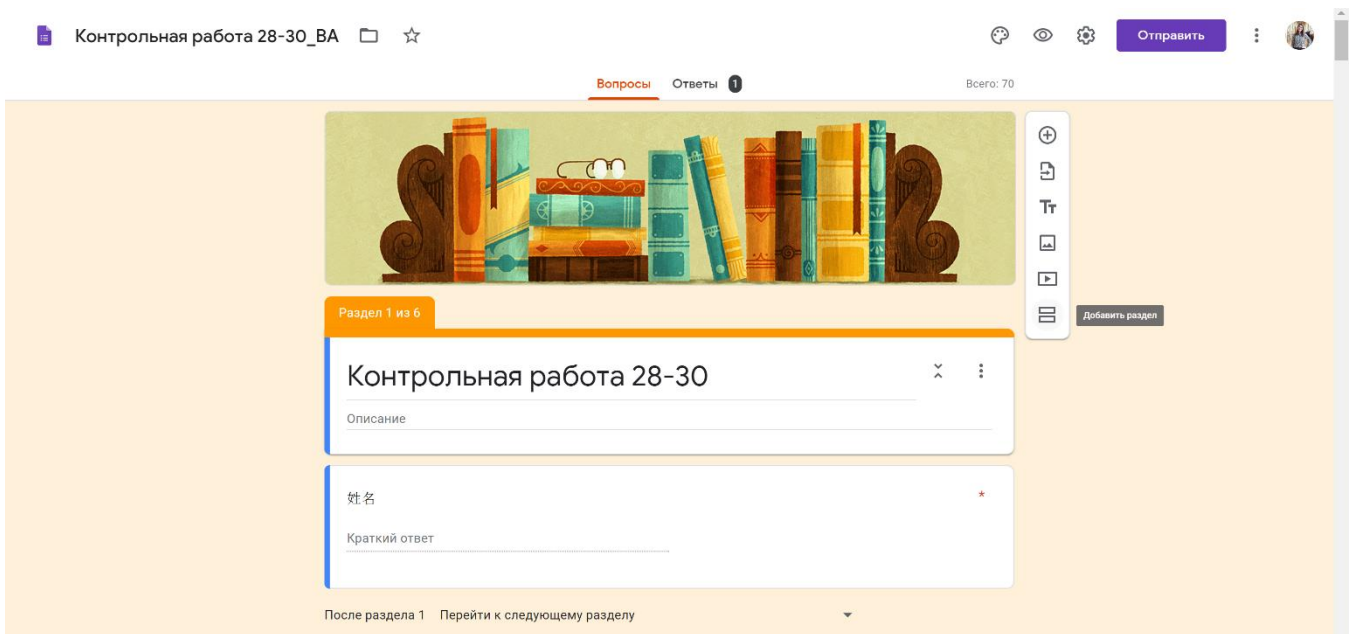 Контрольная работа 28-30_ВА
Отправить
Вопросы Ответы 1
Всего: 70
Раздел 1 из 6
Добавить раздел
Контрольная работа 28-30
Описание
姓名 *
Краткий ответ
После раздела 1 Перейти к следующему разделу